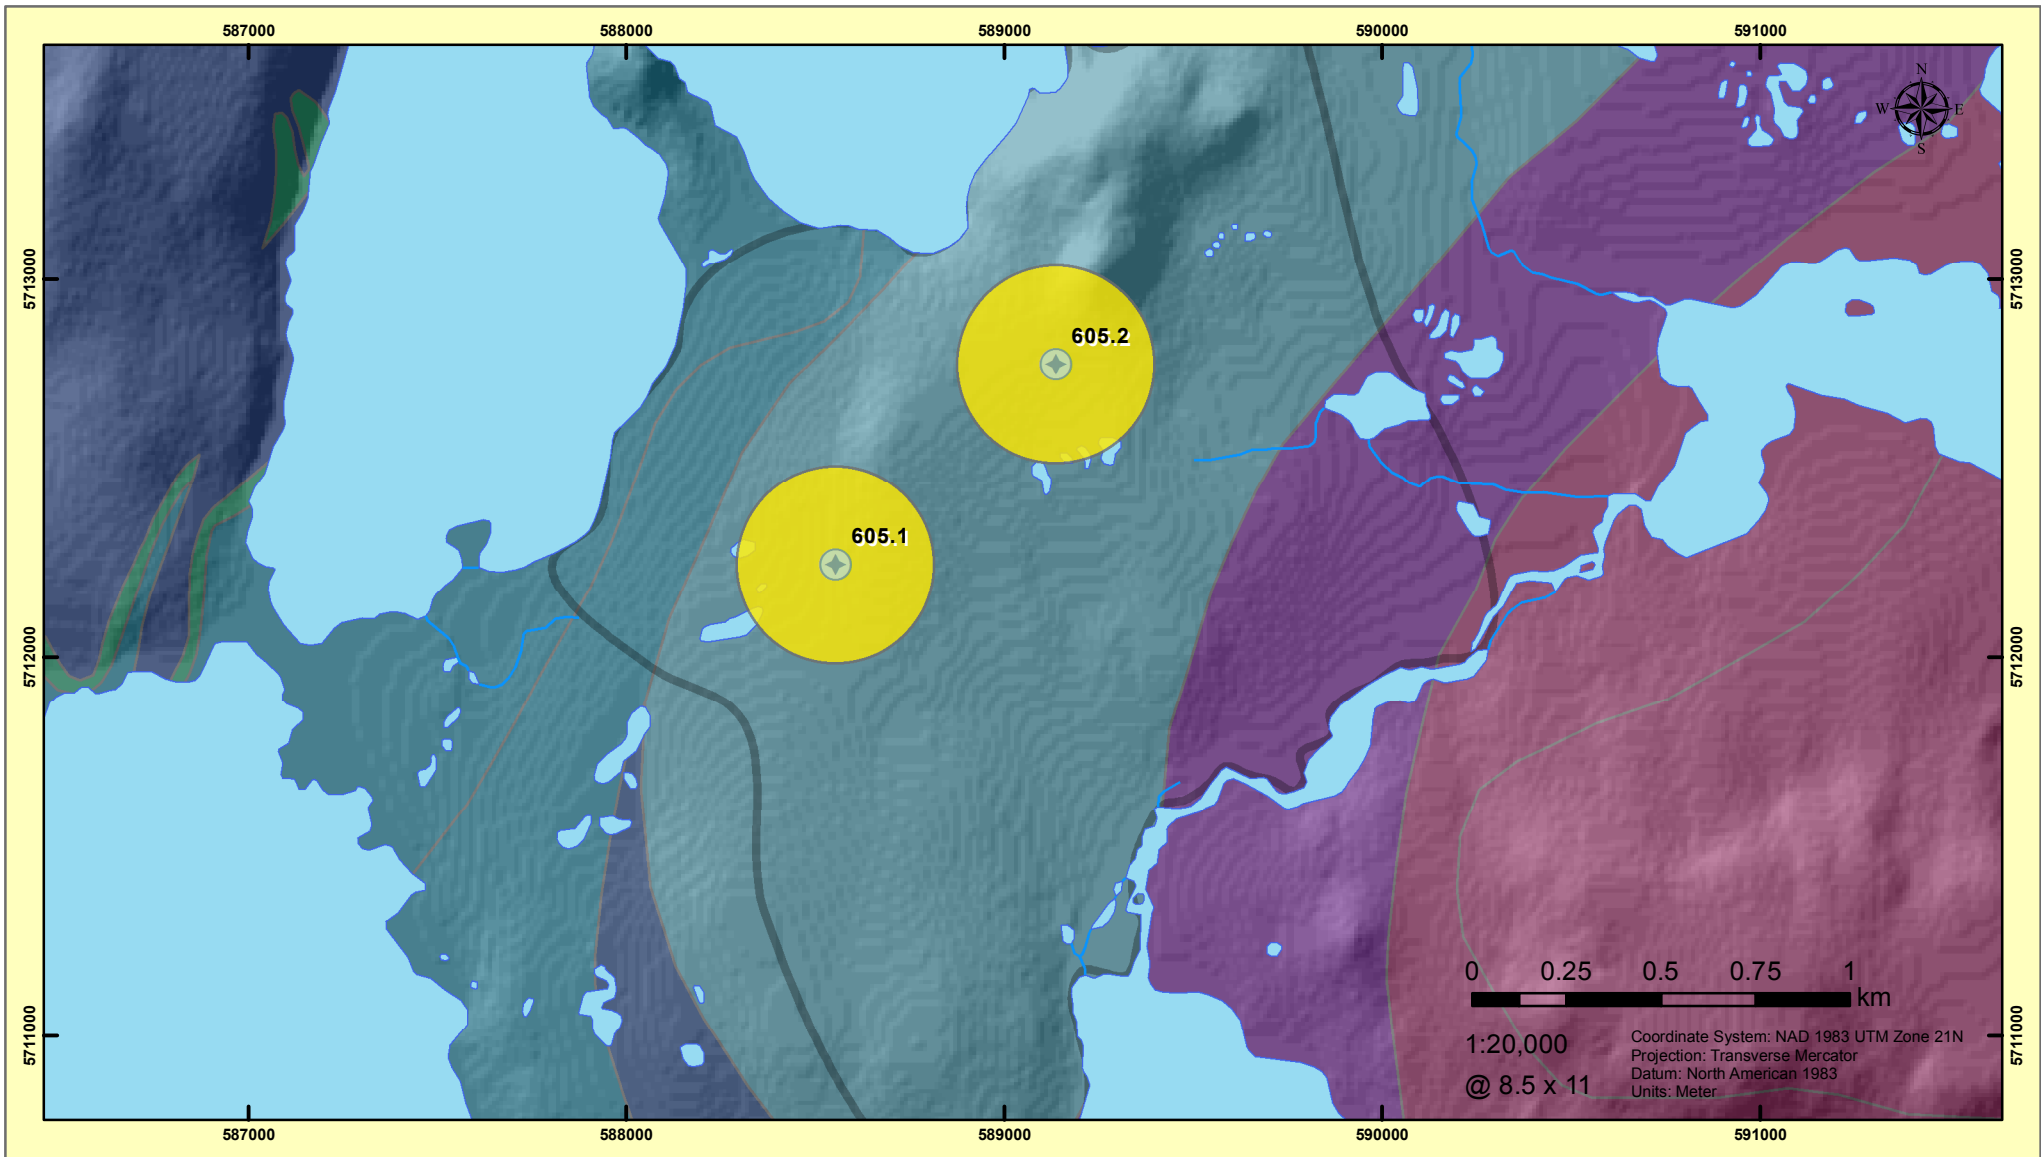 587000 588000 589000 590000 591000
N
W E
S
5713000 5713000
605.2
605.1
5712000 5712000
0 0.25 0.5 0.75 1
km
5711000 5711000
1:20,000
@ 8.5 x 11
Coordinate System: NAD 1983 UTM Zone 21N
Projection: Transverse Mercator
Datum: North American 1983
Units: Meter
587000 588000 589000 590000 591000